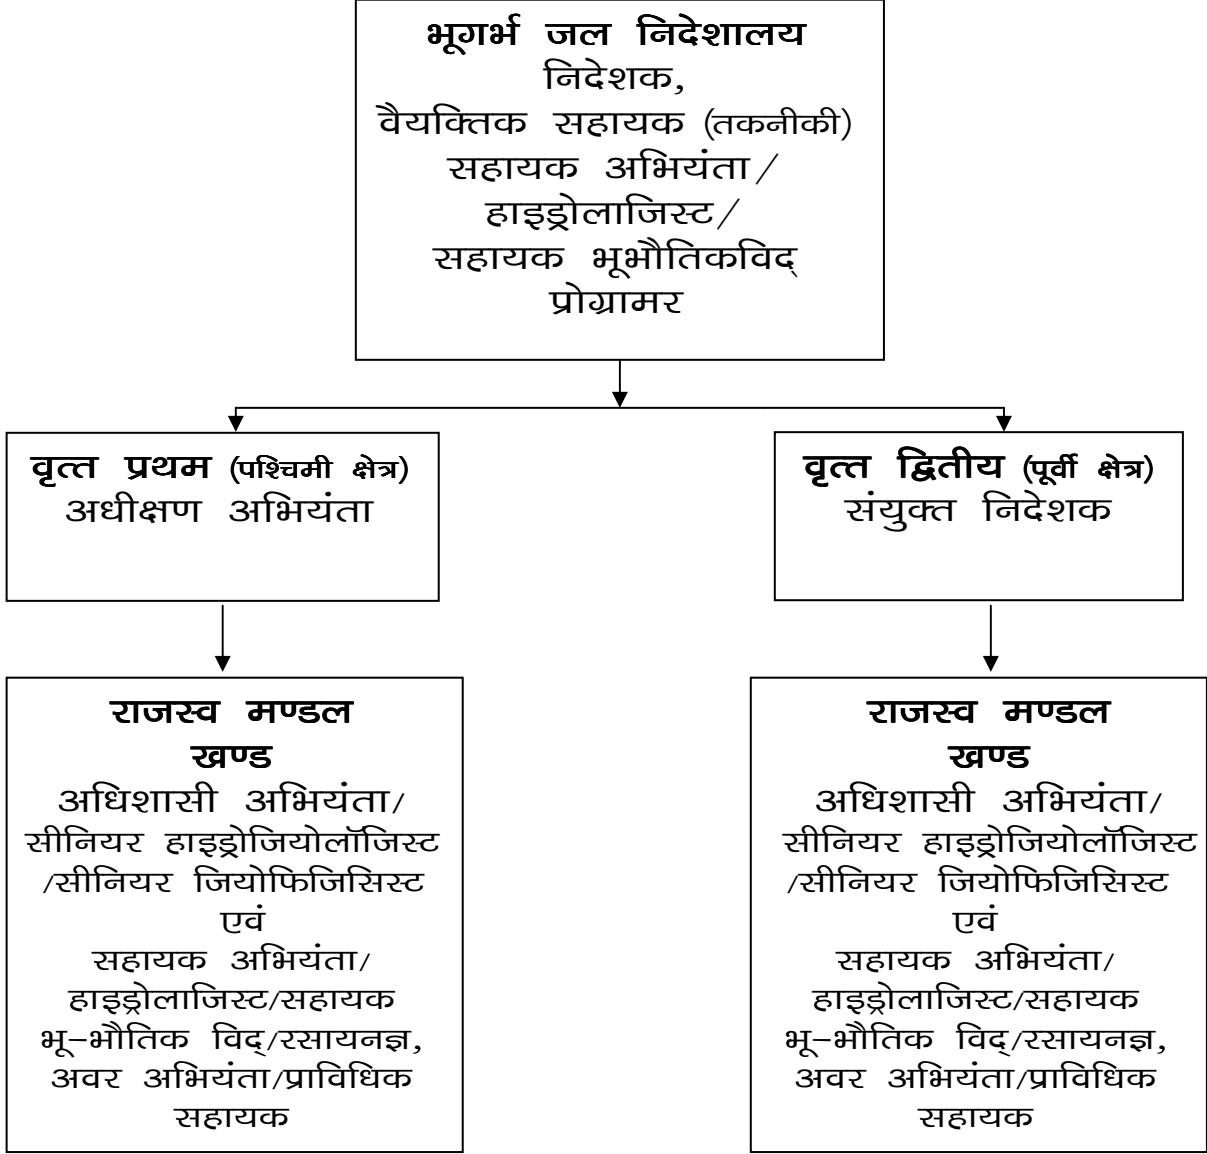 भूगर्भ जल निदेशालय
निदेशक,
वैयक्तिक सहायक (तकनीकी)
सहायक अभियंता/
हाइड्रोलाजिस्ट/
सहायक भूभौतिकविद्
प्रोग्रामर
वृत्त प्रथम (पश्चिमी क्षेत्र)
अधीक्षण अभियंता
वृत्त द्वितीय (पूर्वी क्षेत्र)
संयुक्त निदेशक
राजस्व मण्डल
खण्ड
अधिशासी अभियंता/
सीनियर हाइड्रोजियोलॉजिस्ट
/सीनियर जियोफिजिसिस्ट
एवं
सहायक अभियंता/
हाइड्रोलाजिस्ट/सहायक
भू-भौतिक विद्/रसायनज्ञ,
अवर अभियंता/प्राविधिक
सहायक
राजस्व मण्डल
खण्ड
अधिशासी अभियंता/
सीनियर हाइड्रोजियोलॉजिस्ट
/सीनियर जियोफिजिसिस्ट
एवं
सहायक अभियंता/
हाइड्रोलाजिस्ट/सहायक
भू-भौतिक विद्/रसायनज्ञ,
अवर अभियंता/प्राविधिक
सहायक